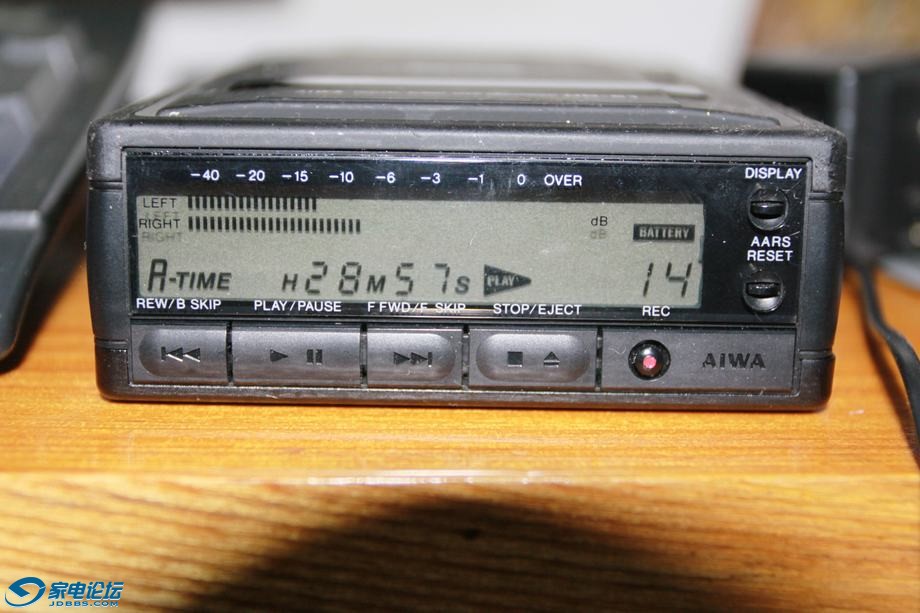 -40 -20 -15 -10 -6 -3 -1 0 OVER
DISPLAY
LEFT
RIGHT
dB
BATTERY
AARS
RESET
A-TIME H28M57S PLAY 14
REW/B SKIP PLAY/PAUSE F FWD/F SKIP STOP/EJECT REC
AIWA
家电论坛
JDBBS.COM